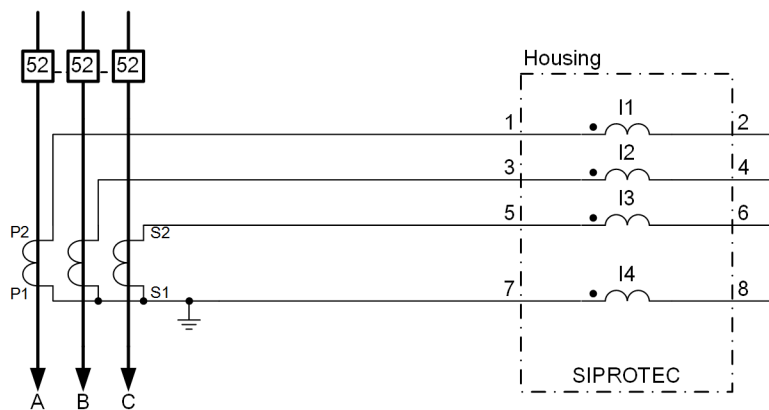 52 52 52
Housing
1 I1 2
3 I2 4
5 I3 6
P2 S2
P1 S1
7 I4 8
SIPROTEC
A B C